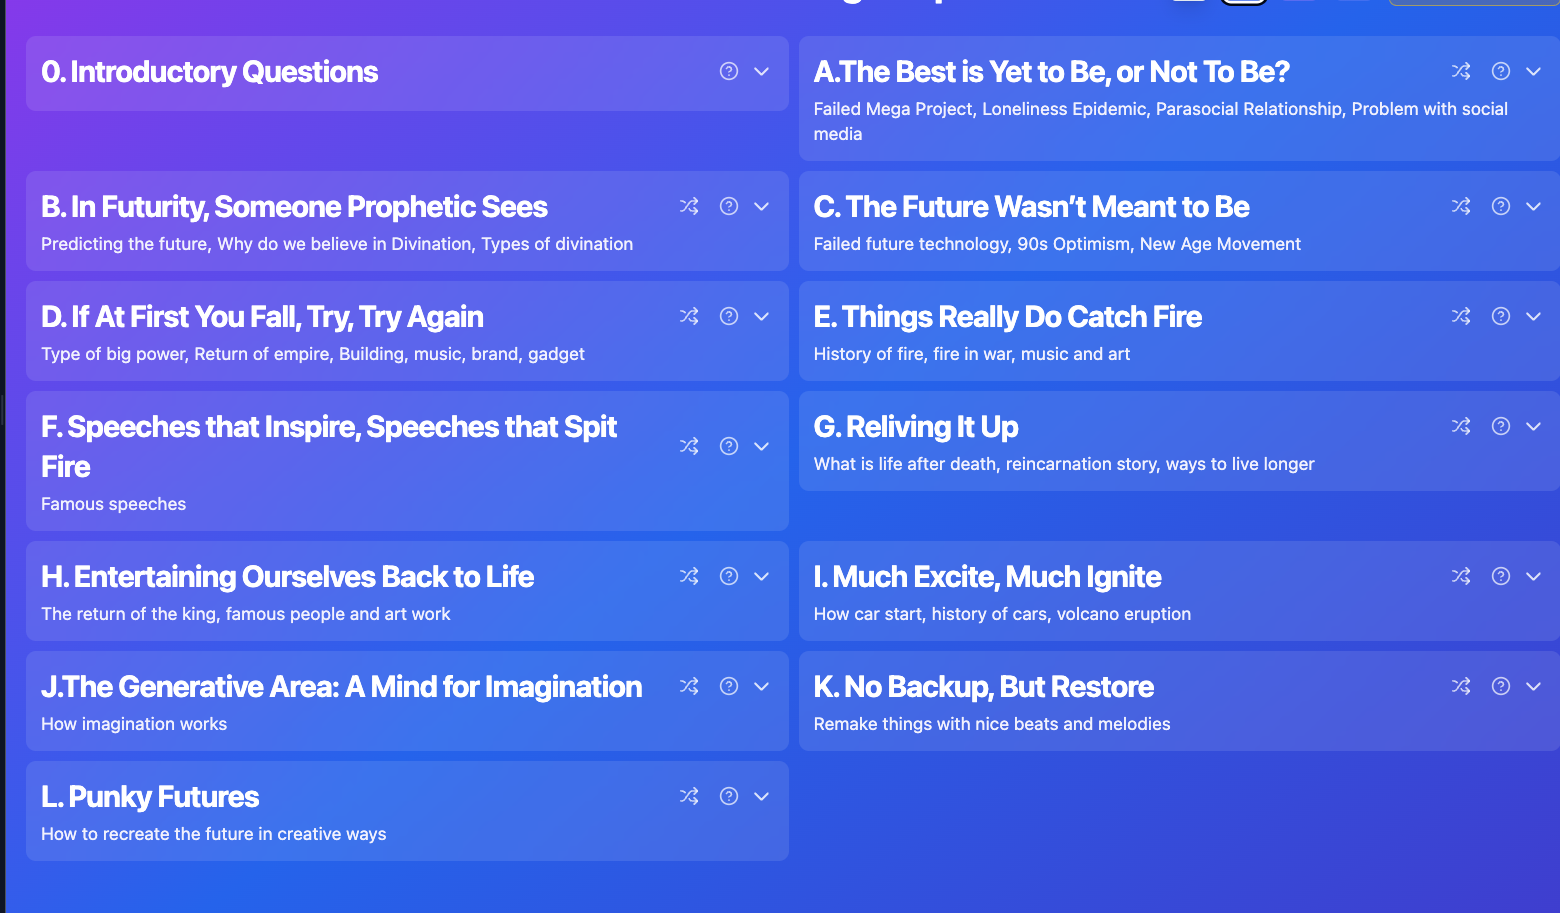 0. Introductory Questions
A.The Best is Yet to Be, or Not To Be?
Failed Mega Project, Loneliness Epidemic, Parasocial Relationship, Problem with social
media
B. In Futurity, Someone Prophetic Sees
Predicting the future, Why do we believe in Divination, Types of divination
C. The Future Wasn’t Meant to Be
Failed future technology, 90s Optimism, New Age Movement
D. If At First You Fall, Try, Try Again
Type of big power, Return of empire, Building, music, brand, gadget
E. Things Really Do Catch Fire
History of fire, fire in war, music and art
F. Speeches that Inspire, Speeches that Spit
Fire
Famous speeches
G. Reliving It Up
What is life after death, reincarnation story, ways to live longer
H. Entertaining Ourselves Back to Life
The return of the king, famous people and art work
I. Much Excite, Much Ignite
How car start, history of cars, volcano eruption
J.The Generative Area: A Mind for Imagination
How imagination works
K. No Backup, But Restore
Remake things with nice beats and melodies
L. Punky Futures
How to recreate the future in creative ways